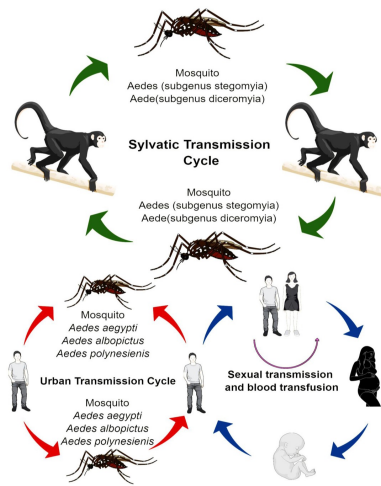 Mosquito
Aedes (subgenus stegomyia)
Aede(subgenus diceromyia)
Sylvatic Transmission
Cycle
Mosquito
Aedes (subgenus stegomyia)
Aede(subgenus diceromyia)
Mosquito
Aedes aegypti
Aedes albopictus
Aedes polynesienis
Urban Transmission Cycle
Mosquito
Aedes aegypti
Aedes albopictus
Aedes polynesienis
Sexual transmission
and blood transfusion